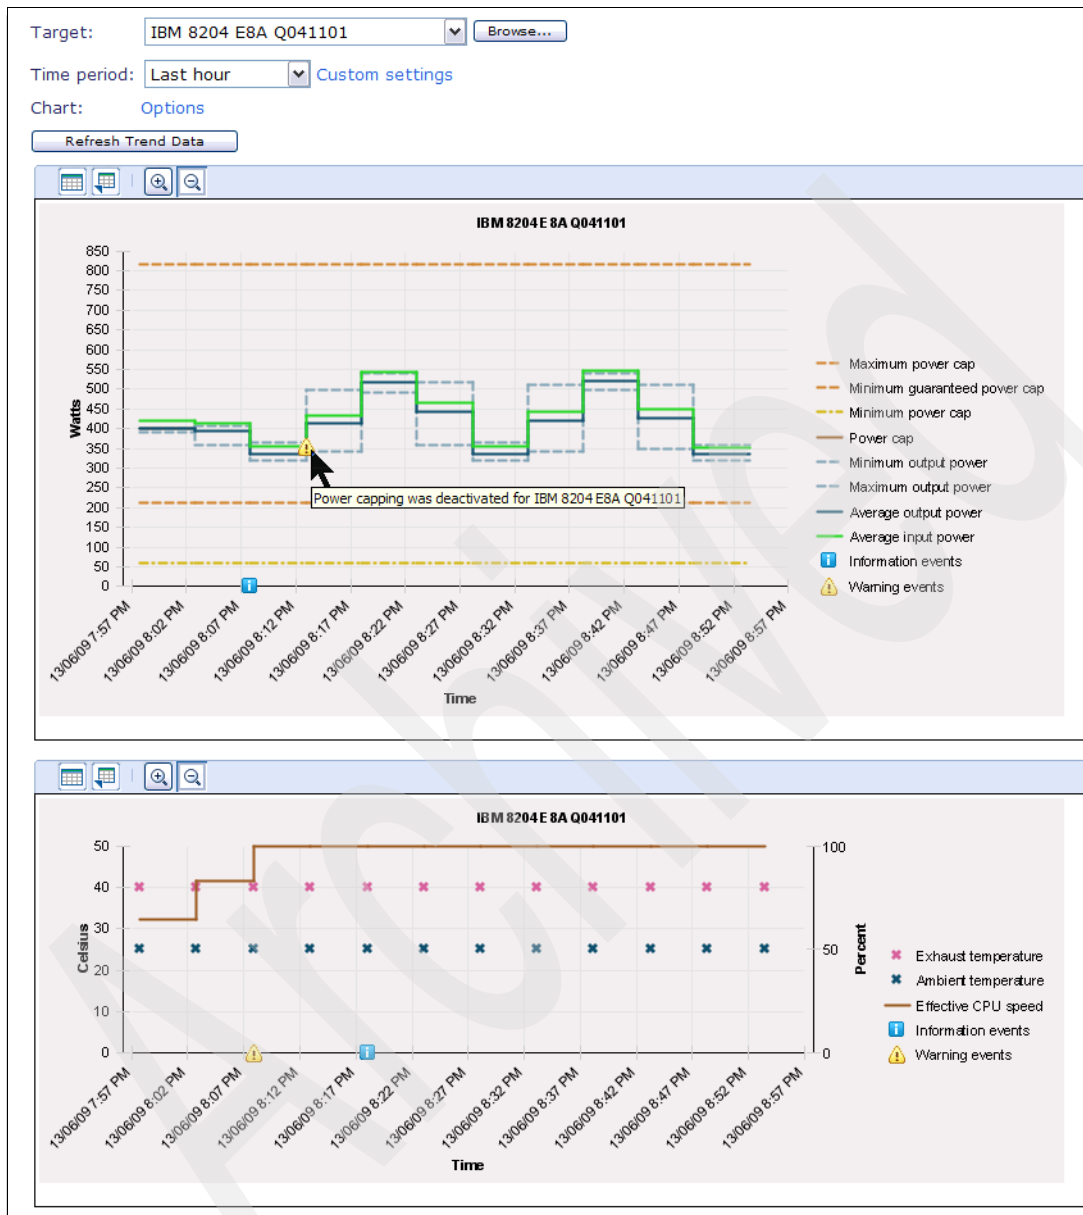 Target: IBM 8204 E8A Q041101 Browse...
Time period: Last hour Custom settings
Chart: Options
Refresh Trend Data
IBM 8204 E 8A Q041101
850
800
750
700
650
600
550
500
450
400
350
300
250
200
150
100
50
0
Watts
Power capping was deactivated for IBM 8204 E8A Q041101
Maximum power cap
Minimum guaranteed power cap
Minimum power cap
Power cap
Minimum output power
Maximum output power
Average output power
Average input power
Information events
Warning events
13/06/09 7:57 PM
13/06/09 8:02 PM
13/06/09 8:07 PM
13/06/09 8:12 PM
13/06/09 8:17 PM
13/06/09 8:22 PM
13/06/09 8:27 PM
13/06/09 8:32 PM
13/06/09 8:37 PM
13/06/09 8:42 PM
13/06/09 8:47 PM
13/06/09 8:52 PM
13/06/09 8:57 PM
Time
IBM 8204 E 8A Q041101
50
40
30
20
10
0
Celsius
100
50
0
Percent
Exhaust temperature
Ambient temperature
Effective CPU speed
Information events
Warning events
13/06/09 7:57 PM
13/06/09 8:02 PM
13/06/09 8:07 PM
13/06/09 8:12 PM
13/06/09 8:17 PM
13/06/09 8:22 PM
13/06/09 8:27 PM
13/06/09 8:32 PM
13/06/09 8:37 PM
13/06/09 8:42 PM
13/06/09 8:47 PM
13/06/09 8:52 PM
13/06/09 8:57 PM
Time
Archived